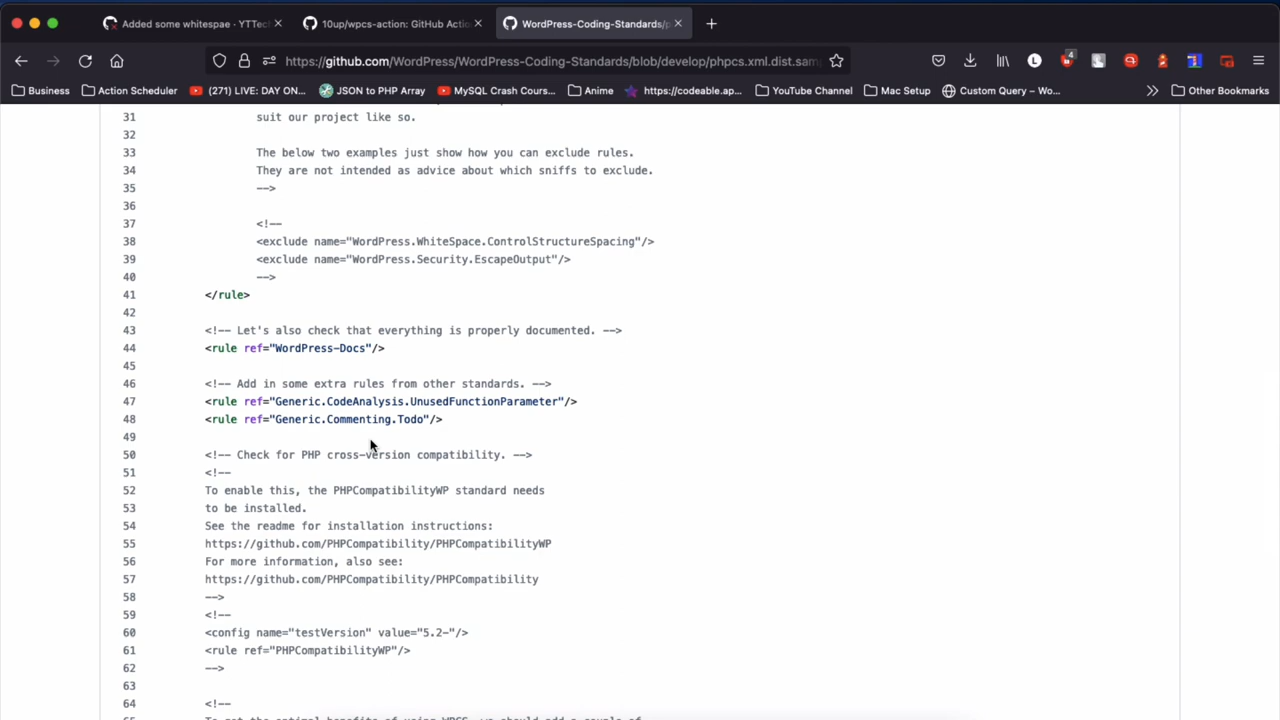 Added some whitespae - YTTec
10up/wpcs-action: GitHub Actio
WordPress-Coding-Standards/p
https://github.com/WordPress/WordPress-Coding-Standards/blob/develop/phpcs.xml.dist.sam
4
Business
Action Scheduler
(271) LIVE: DAY ON...
JSON to PHP Array
MySQL Crash Cours...
Anime
https://codeable.ap...
YouTube Channel
Mac Setup
Custom Query – Wo...
Other Bookmarks
31 suit our project like so.
32
33 The below two examples just show how you can exclude rules.
34 They are not intended as advice about which sniffs to exclude.
35 -->
36
37 <!--
38 <exclude name="WordPress.WhiteSpace.ControlStructureSpacing"/>
39 <exclude name="WordPress.Security.EscapeOutput"/>
40 -->
41 </rule>
42
43 <!-- Let's also check that everything is properly documented. -->
44 <rule ref="WordPress-Docs"/>
45
46 <!-- Add in some extra rules from other standards. -->
47 <rule ref="Generic.CodeAnalysis.UnusedFunctionParameter"/>
48 <rule ref="Generic.Commenting.Todo"/>
49
50 <!-- Check for PHP cross-version compatibility. -->
51 <!--
52 To enable this, the PHPCompatibilityWP standard needs
53 to be installed.
54 See the readme for installation instructions:
55 https://github.com/PHPCompatibility/PHPCompatibilityWP
56 For more information, also see:
57 https://github.com/PHPCompatibility/PHPCompatibility
58 -->
59 <!--
60 <config name="testVersion" value="5.2-"/>
61 <rule ref="PHPCompatibilityWP"/>
62 -->
63
64 <!--